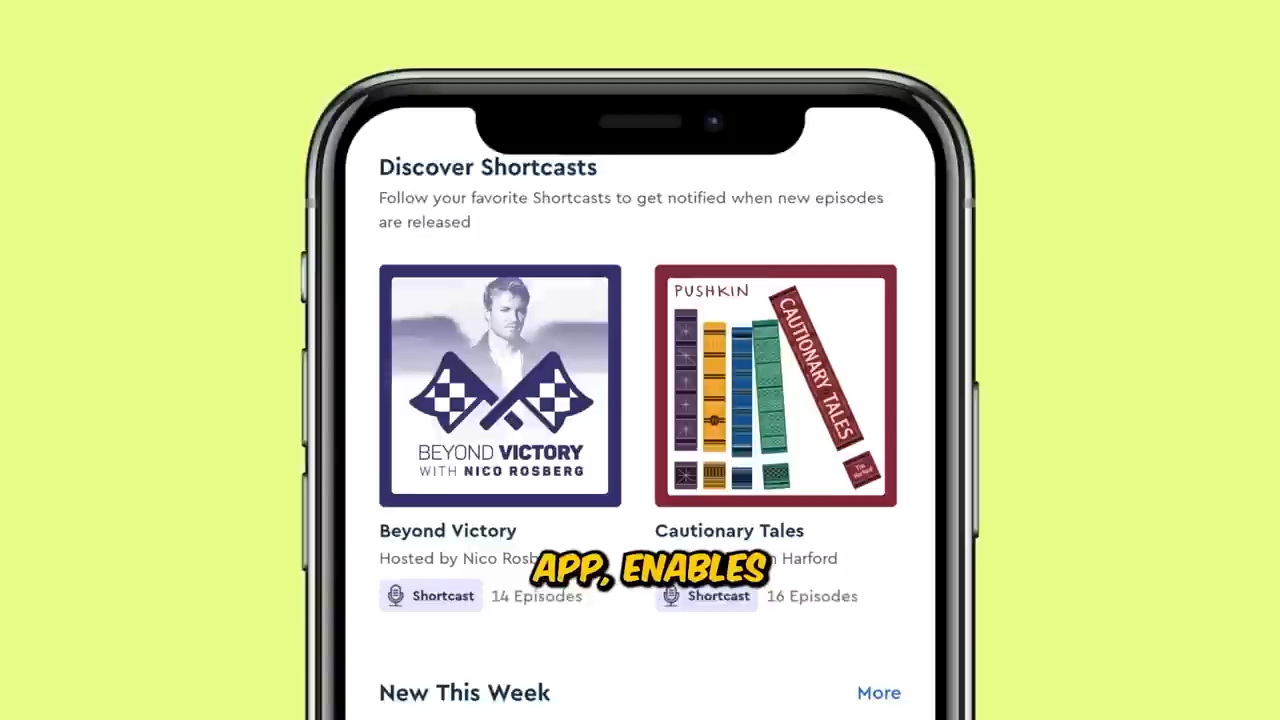 Discover Shortcasts
Follow your favorite Shortcasts to get notified when new episodes
are released
BEYOND VICTORY
WITH NICO ROSBERG
PUSHKIN
CAUTIONARY TALES
Tim
Harford
Beyond Victory
Cautionary Tales
Hosted by Nico Rosb
Harford
APP, ENABLES
Shortcast
14 Episodes
Shortcast
16 Episodes
New This Week
More